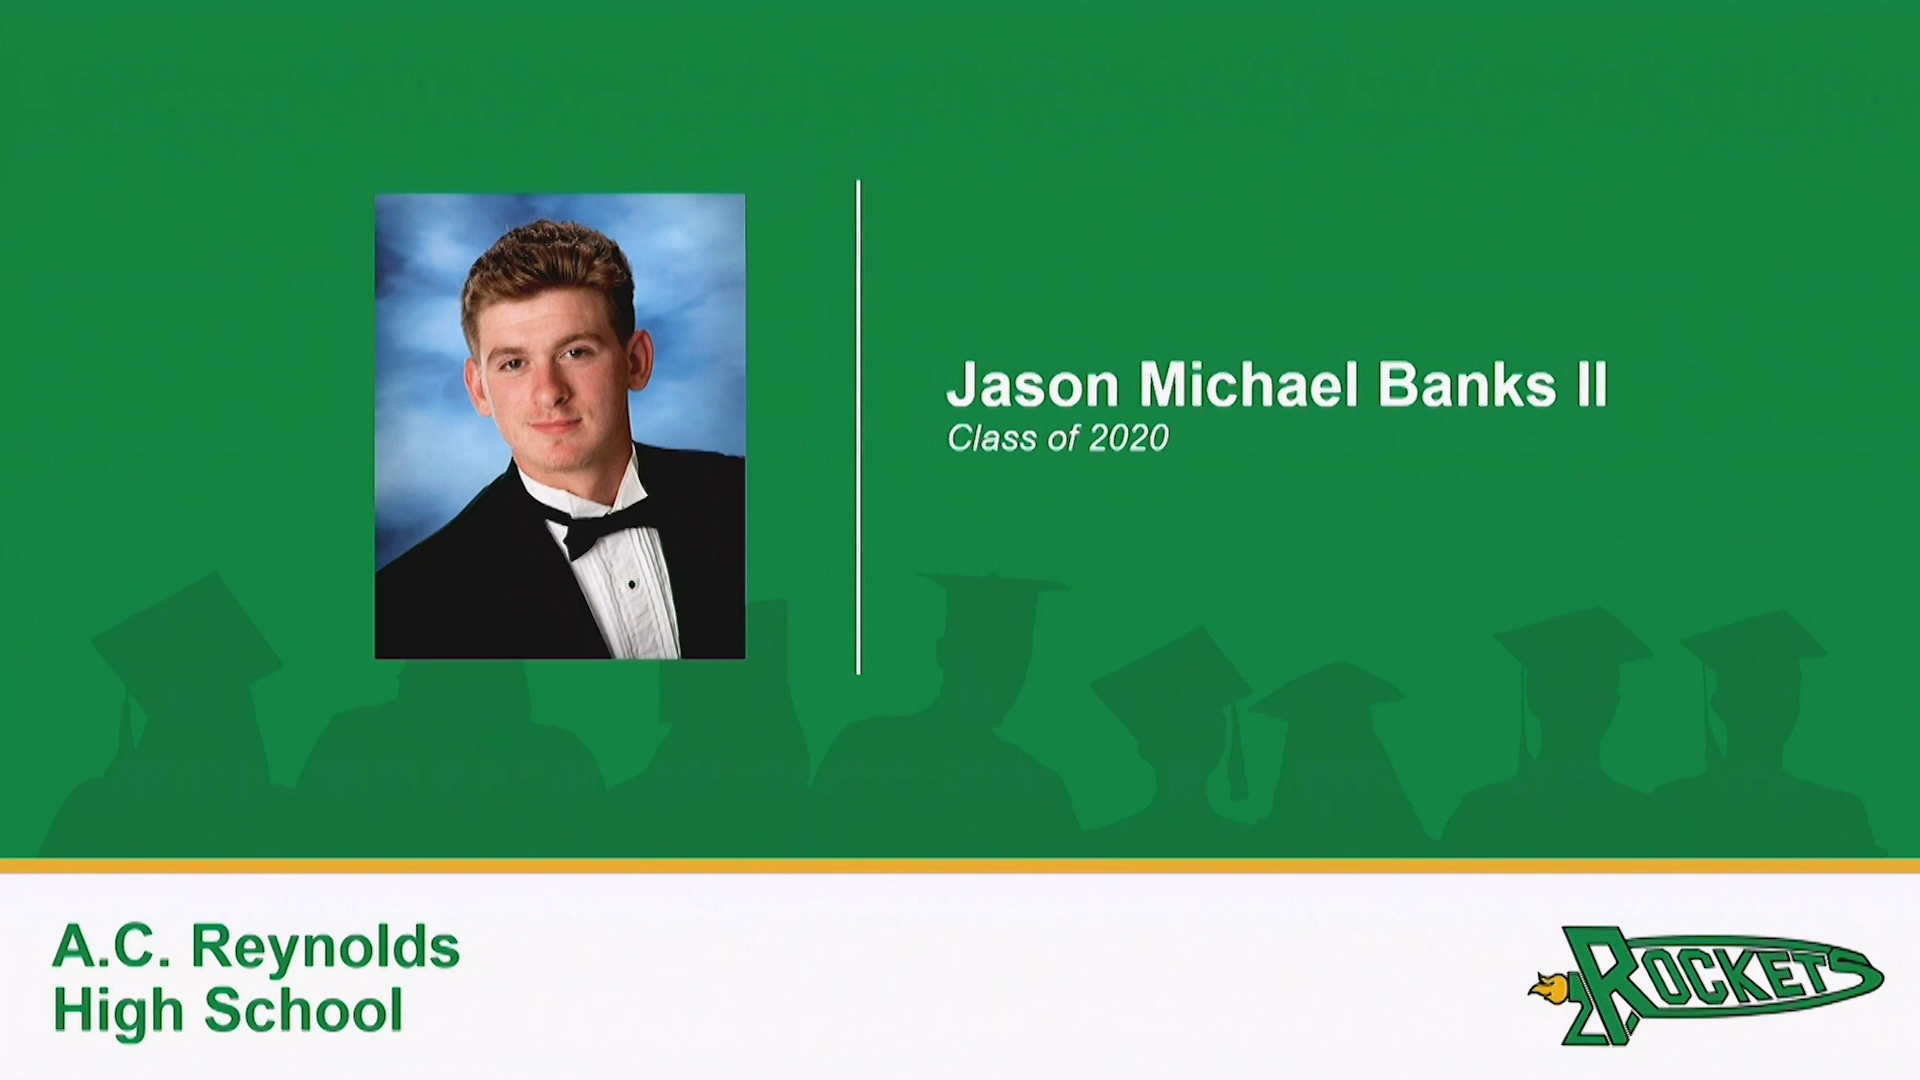 Jason Michael Banks II
Class of 2020
A.C. Reynolds
High School
ROCKETS